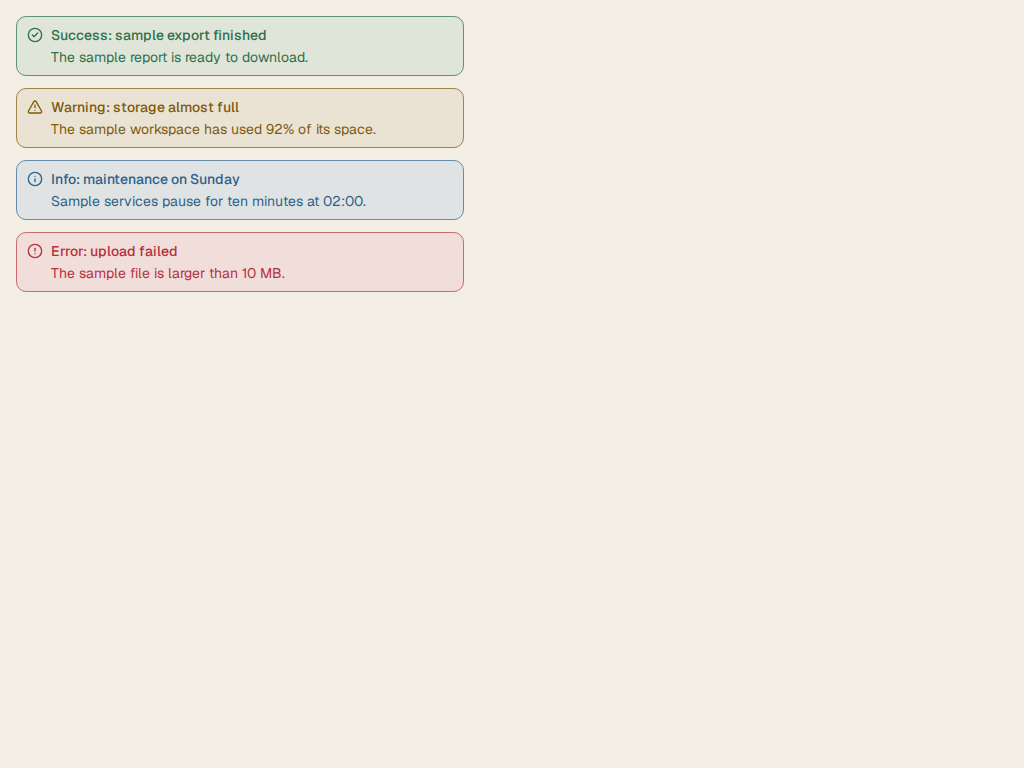 Success: sample export finished
The sample report is ready to download.
Warning: storage almost full
The sample workspace has used 92% of its space.
Info: maintenance on Sunday
Sample services pause for ten minutes at 02:00.
Error: upload failed
The sample file is larger than 10 MB.